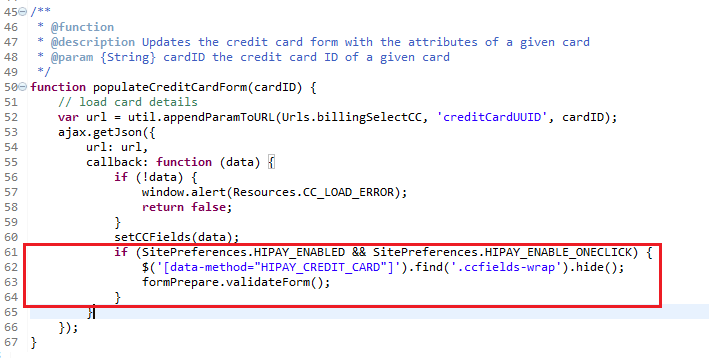 45 /**
46  * @function
47  * @description Updates the credit card form with the attributes of a given card
48  * @param {String} cardID the credit card ID of a given card
49  */
50 function populateCreditCardForm(cardID) {
51     // load card details
52     var url = util.appendParamToURL(Urls.billingSelectCC, 'creditCardUUID', cardID);
53     ajax.getJson({
54         url: url,
55         callback: function (data) {
56             if (!data) {
57                 window.alert(Resources.CC_LOAD_ERROR);
58                 return false;
59             }
60             setCCFields(data);
61             if (SitePreferences.HIPAY_ENABLED && SitePreferences.HIPAY_ENABLE_ONECLICK) {
62                 $('[data-method="HIPAY_CREDIT_CARD"]').find('.ccfields-wrap').hide();
63                 formPrepare.validateForm();
64             }
65         }
66     });
67 }